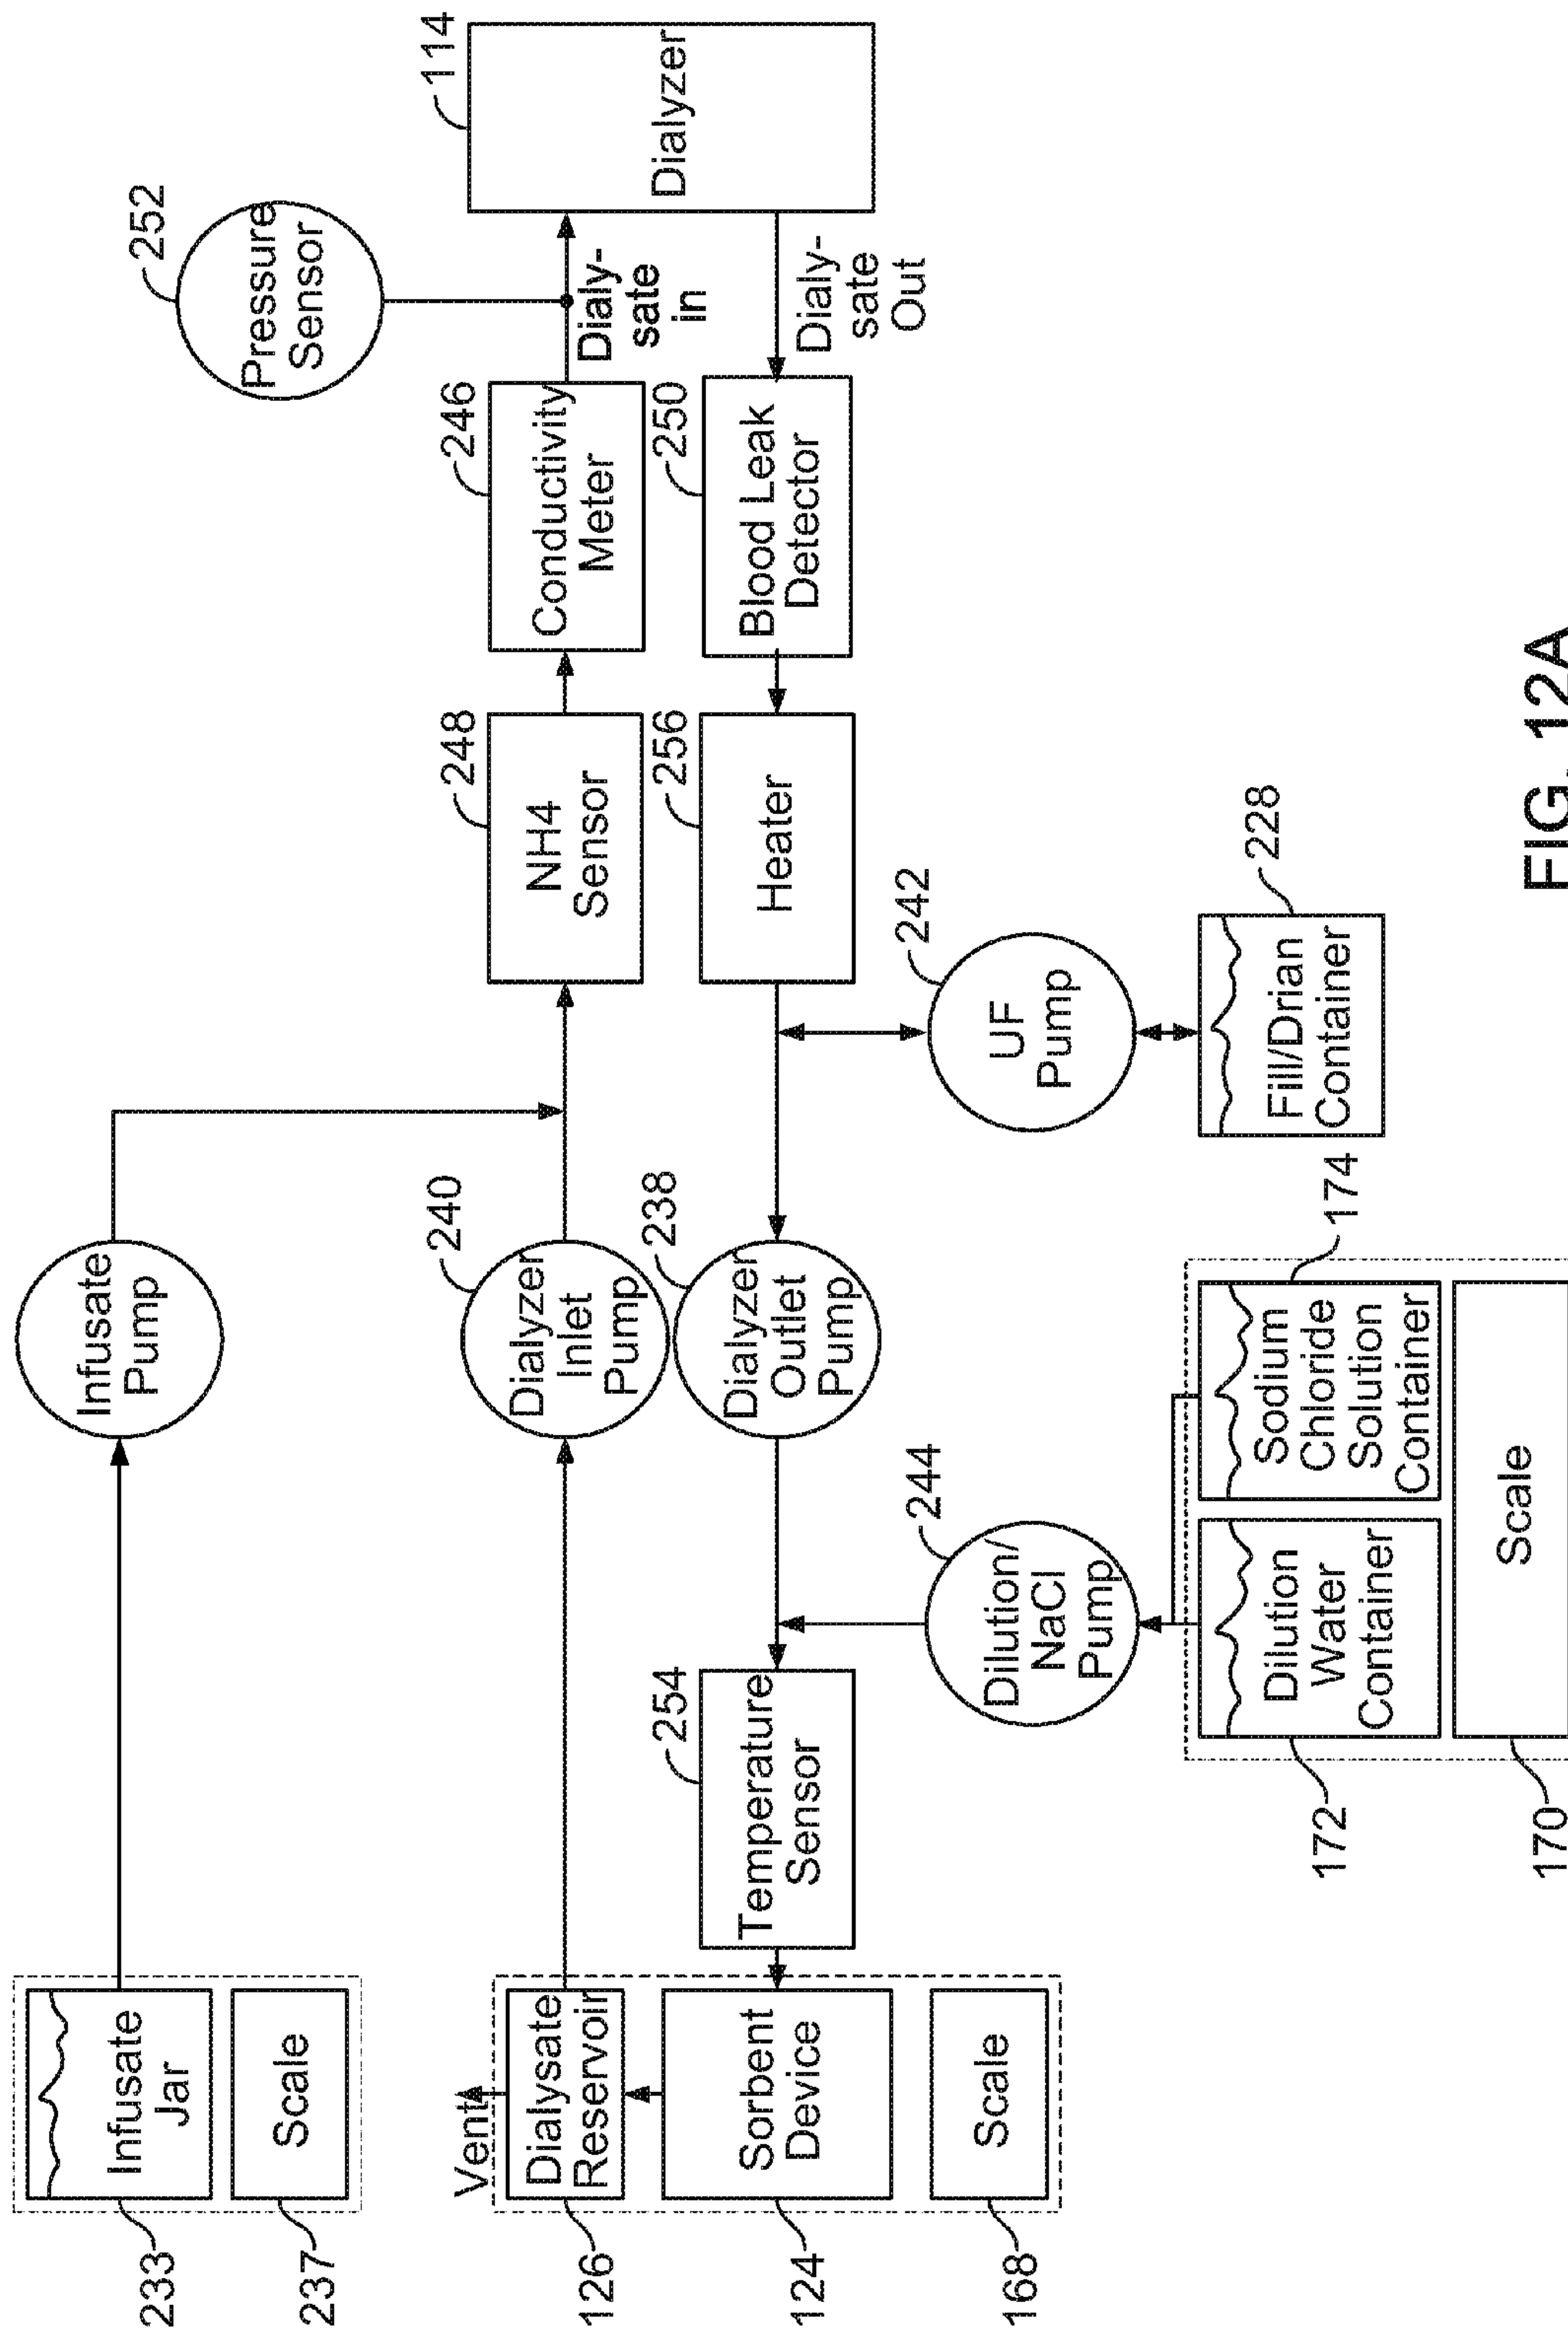 233
Infusate
Jar
237
Scale
Infusate
Pump
252
Pressure
Sensor
Vent
126
Dialysate
Reservoir
124
Sorbent
Device
168
Scale
240
Dialyzer
Inlet
Pump
248
NH4
Sensor
246
Conductivity
Meter
Dialy-
sate
in
114
Dialyzer
254
Temperature
Sensor
238
Dialyzer
Outlet
Pump
256
Heater
250
Blood Leak
Detector
Dialy-
sate
Out
244
Dilution/
NaCl
Pump
242
UF
Pump
172
Dilution
Water
Container
174
Sodium
Chloride
Solution
Container
228
Fill/Drian
Container
170
Scale
FIG. 12A